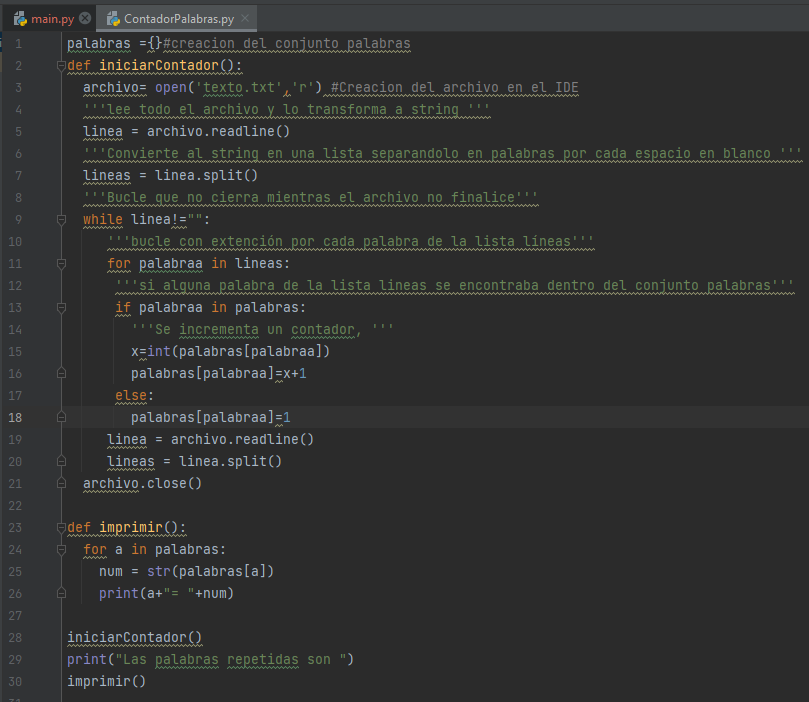 main.py
ContadorPalabras.py
1 palabras ={}#creacion del conjunto palabras
2 def iniciarContador():
3 archivo= open('texto.txt','r') #Creacion del archivo en el IDE
4 '''lee todo el archivo y lo transforma a string '''
5 linea = archivo.readline()
6 '''Convierte al string en una lista separandolo en palabras por cada espacio en blanco '''
7 lineas = linea.split()
8 '''Bucle que no cierra mientras el archivo no finalice'''
9 while linea!="":
10 '''bucle con extención por cada palabra de la lista líneas'''
11 for palabraa in lineas:
12 '''si alguna palabra de la lista lineas se encontraba dentro del conjunto palabras'''
13 if palabraa in palabras:
14 '''Se incrementa un contador, '''
15 x=int(palabras[palabraa])
16 palabras[palabraa]=x+1
17 else:
18 palabras[palabraa]=1
19 linea = archivo.readline()
20 lineas = linea.split()
21 archivo.close()
22
23 def imprimir():
24 for a in palabras:
25 num = str(palabras[a])
26 print(a+"= "+num)
27
28 iniciarContador()
29 print("Las palabras repetidas son ")
30 imprimir()